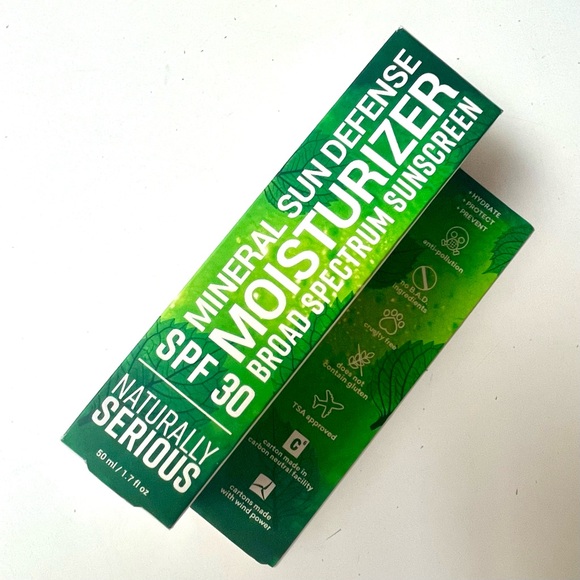 MINERAL SUN DEFENSE
MOISTURIZER
SPF 30 BROAD SPECTRUM SUNSCREEN
NATURALLY
SERIOUS
50 ml / 1.7 fl oz
+ HYDRATE
+ PROTECT
+ PREVENT
anti-pollution
no B.A.D.
ingredients
cruelty free
does not
contain gluten
TSA approved
C
carton made in
carbon neutral facility
cartons made
with wind power